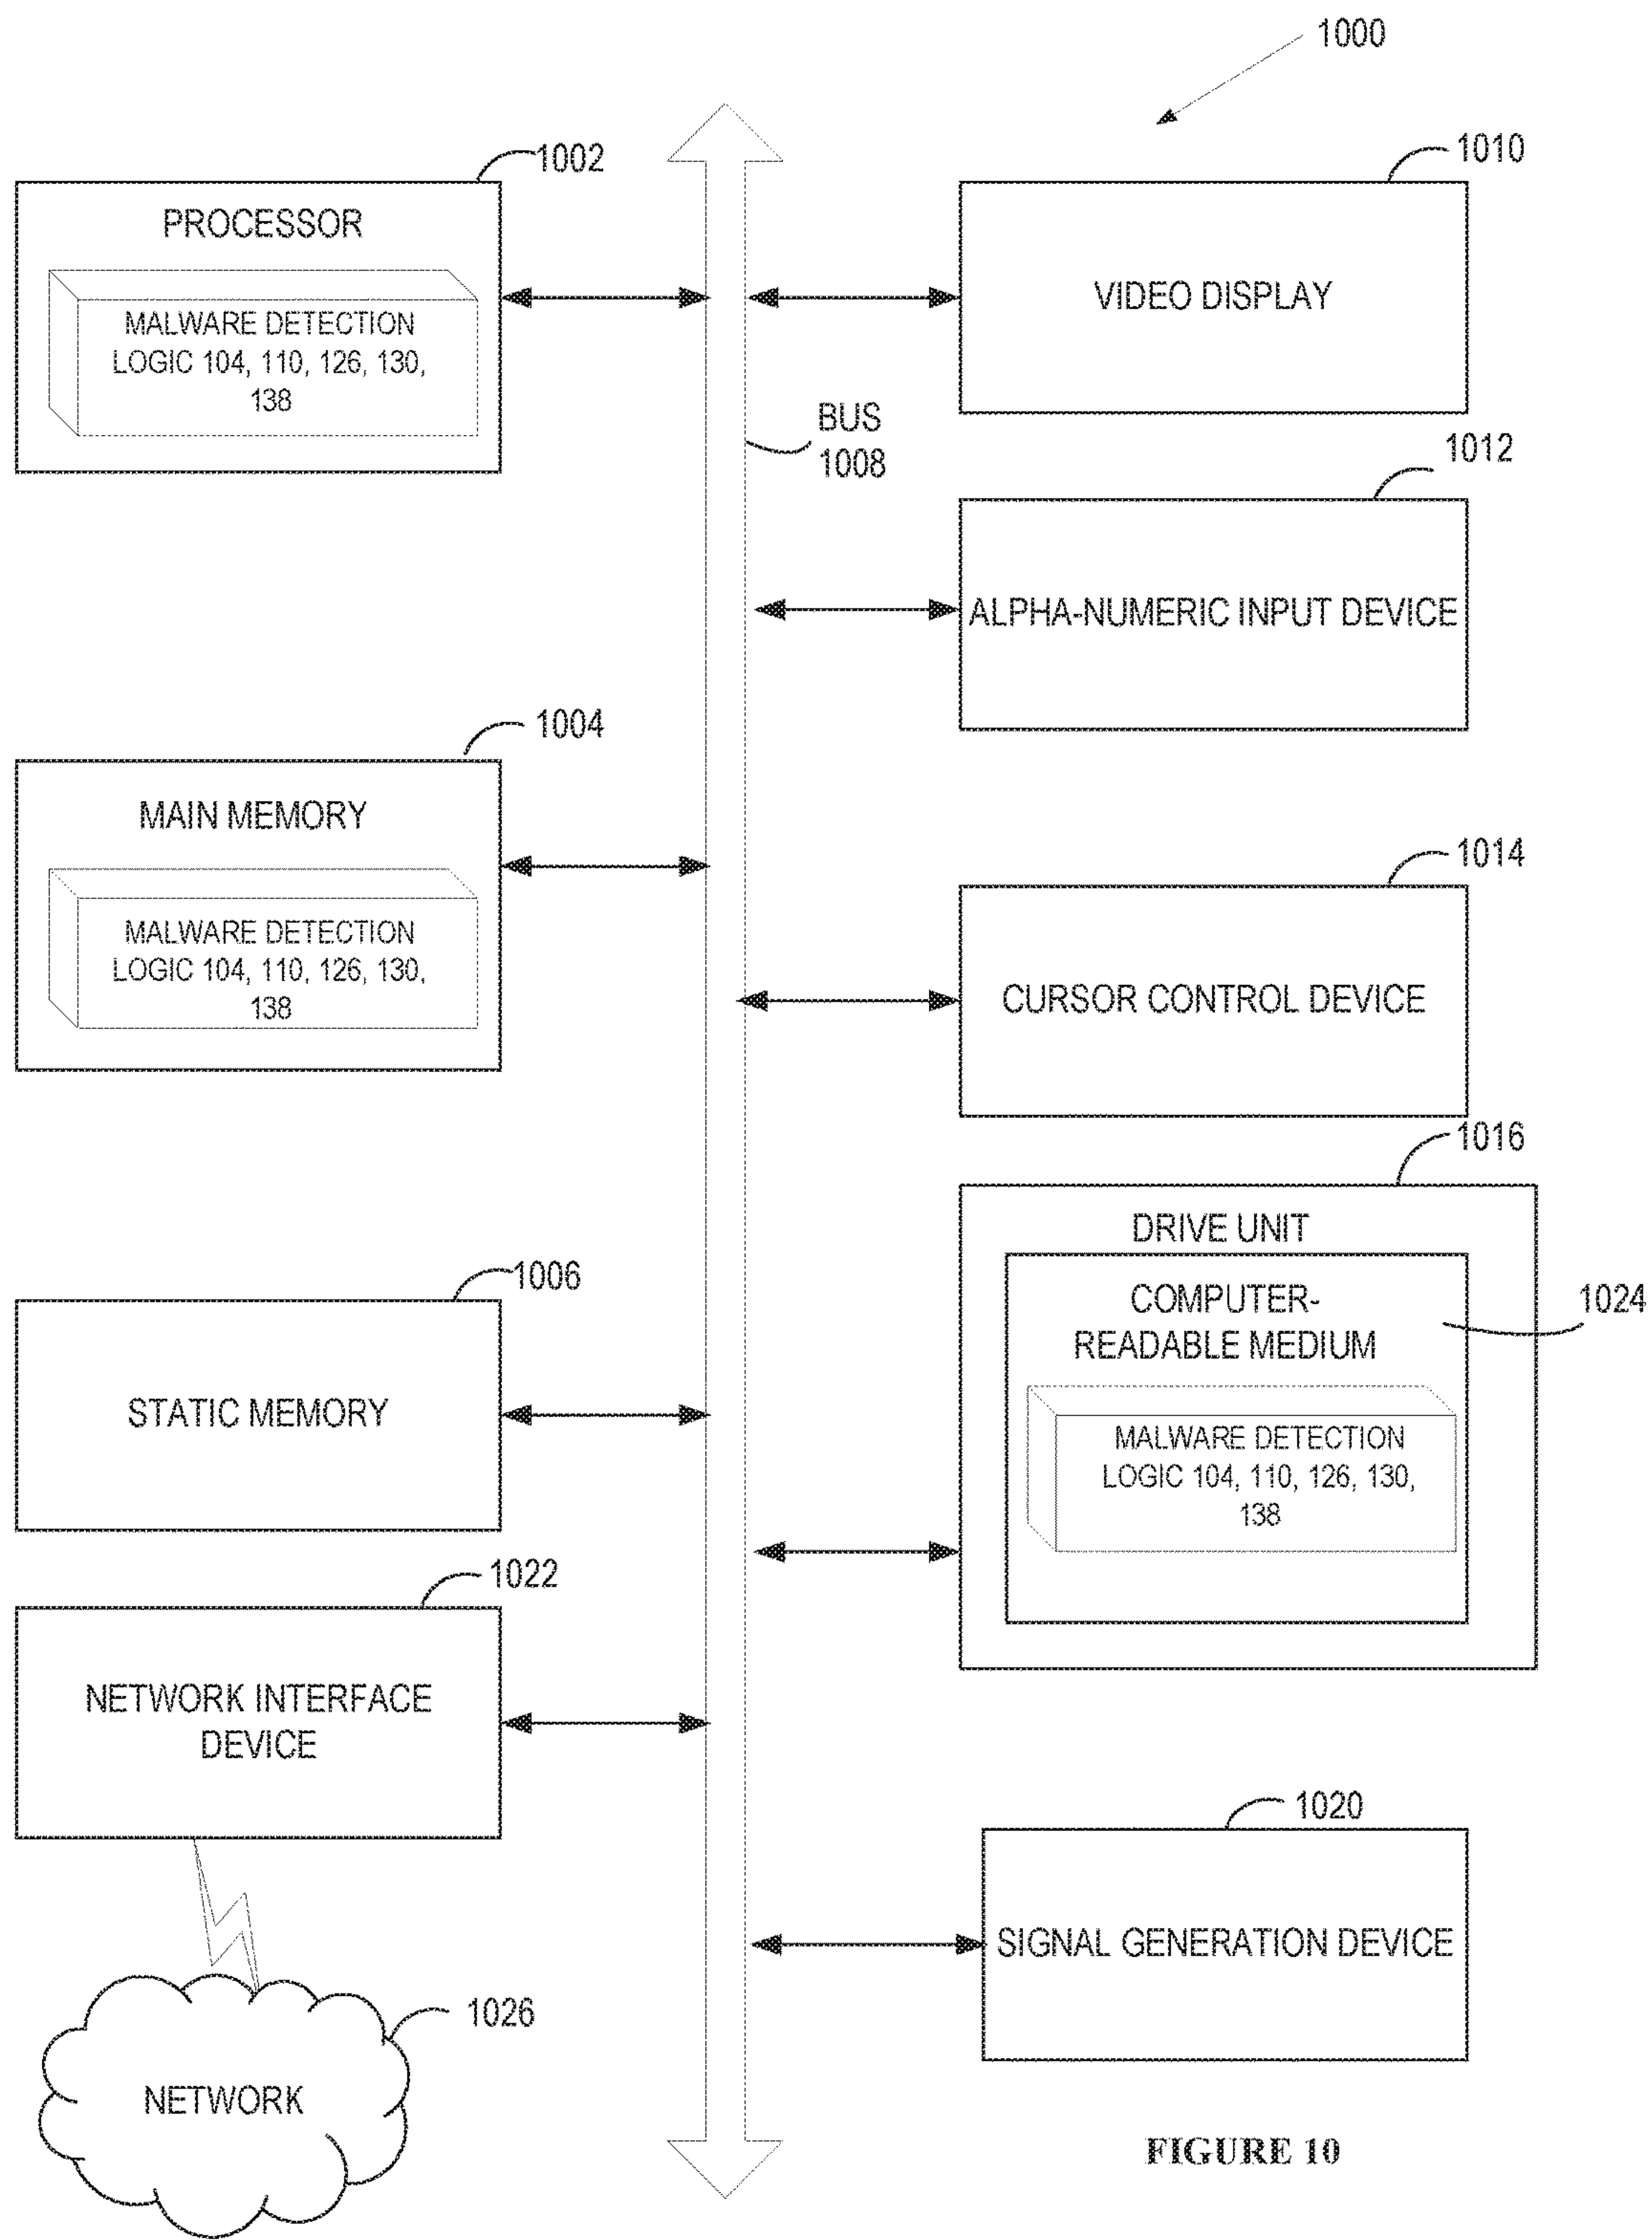 1000
1002
PROCESSOR
MALWARE DETECTION
LOGIC 104, 110, 126, 130,
138
1010
VIDEO DISPLAY
BUS
1008
1012
ALPHA-NUMERIC INPUT DEVICE
1004
MAIN MEMORY
MALWARE DETECTION
LOGIC 104, 110, 126, 130,
138
1014
CURSOR CONTROL DEVICE
1016
DRIVE UNIT
COMPUTER-
READABLE MEDIUM
1024
MALWARE DETECTION
LOGIC 104, 110, 126, 130,
138
1006
STATIC MEMORY
1022
NETWORK INTERFACE
DEVICE
1020
SIGNAL GENERATION DEVICE
1026
NETWORK
FIGURE 10